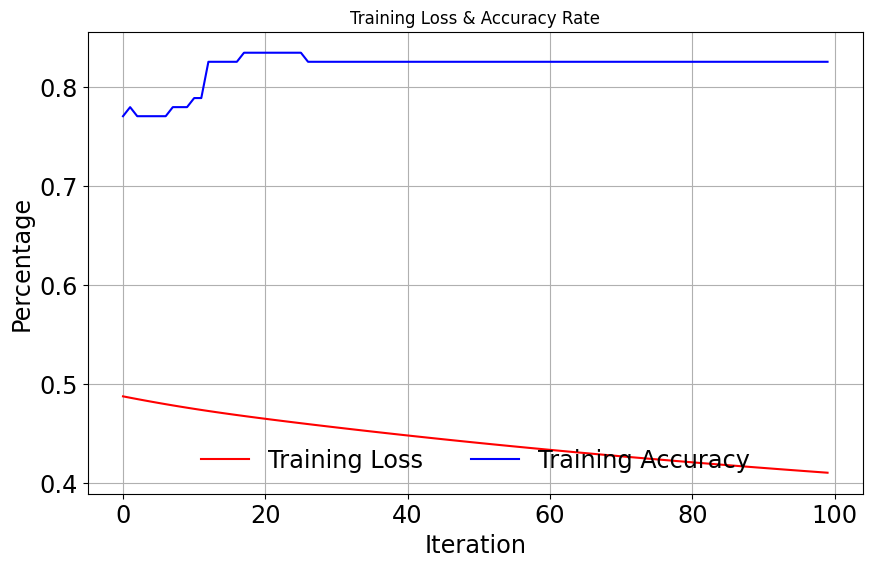 Training Loss & Accuracy Rate
Percentage
0.8
0.7
0.6
0.5
0.4
Training Loss Training Accuracy
0 20 40 60 80 100
Iteration